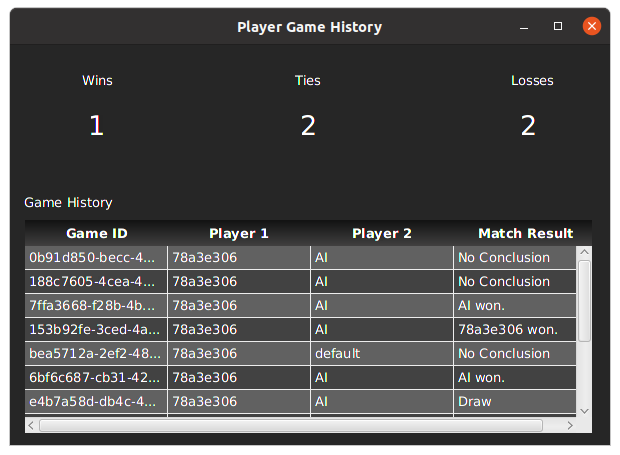 Player Game History
Wins Ties Losses
1 2 2
Game History
Game ID Player 1 Player 2 Match Result
0b91d850-becc-4... 78a3e306 AI No Conclusion
188c7605-4cea-4... 78a3e306 AI No Conclusion
7ffa3668-f28b-4b... 78a3e306 AI AI won.
153b92fe-3ced-4a... 78a3e306 AI 78a3e306 won.
bea5712a-2ef2-48... 78a3e306 default No Conclusion
6bf6c687-cb31-42... 78a3e306 AI AI won.
e4b7a58d-db4c-4... 78a3e306 AI Draw